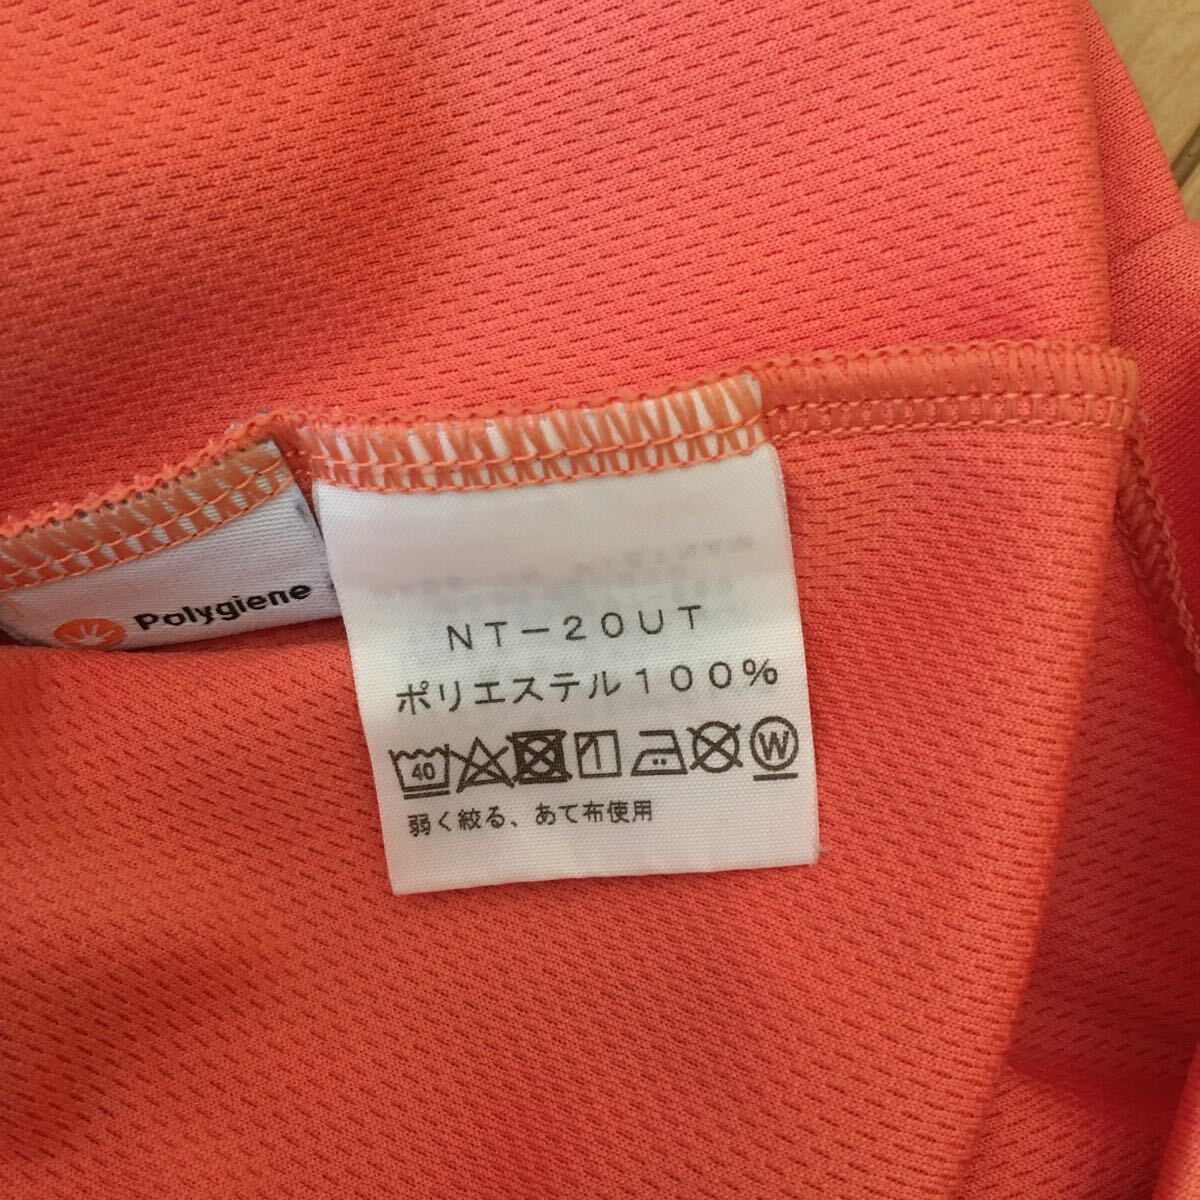 Polygiene
NT-20UT
ポリエステル100%
40 W
弱く絞る、あて布使用